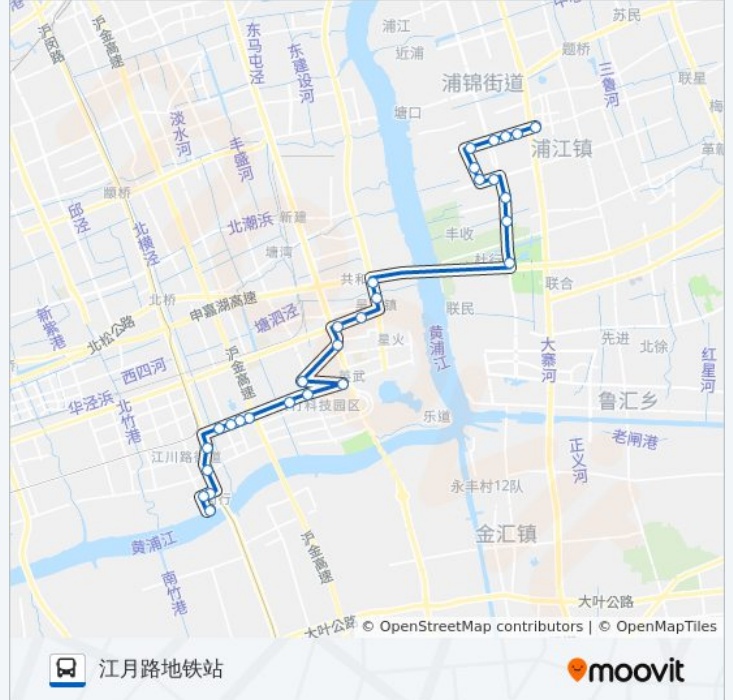 浦江
苏民
沪闵路
沪金高速
东马屯泾
东建设河
近浦
题桥
三鲁河
联星
浦锦街道
塘口
淡水河
丰盛河
浦江镇
颛桥
邱泾
北横泾
北潮浜
新建
塘湾
丰收
杜行
共和
联合
北桥
申嘉湖高速
塘泗泾
联民
新紫港
北松公路
星火
黄浦江
先进
北徐
红星河
大寨河
西四河
沪金高速
华泾浜
北竹港
科技园区
鲁汇乡
乐道
老闸港
正义河
江川路街道
永丰村12队
金汇镇
黄浦江
沪金高速
南竹港
大叶公路
大叶公路
© OpenStreetMap contributors | © OpenMapTiles
江月路地铁站
moovit